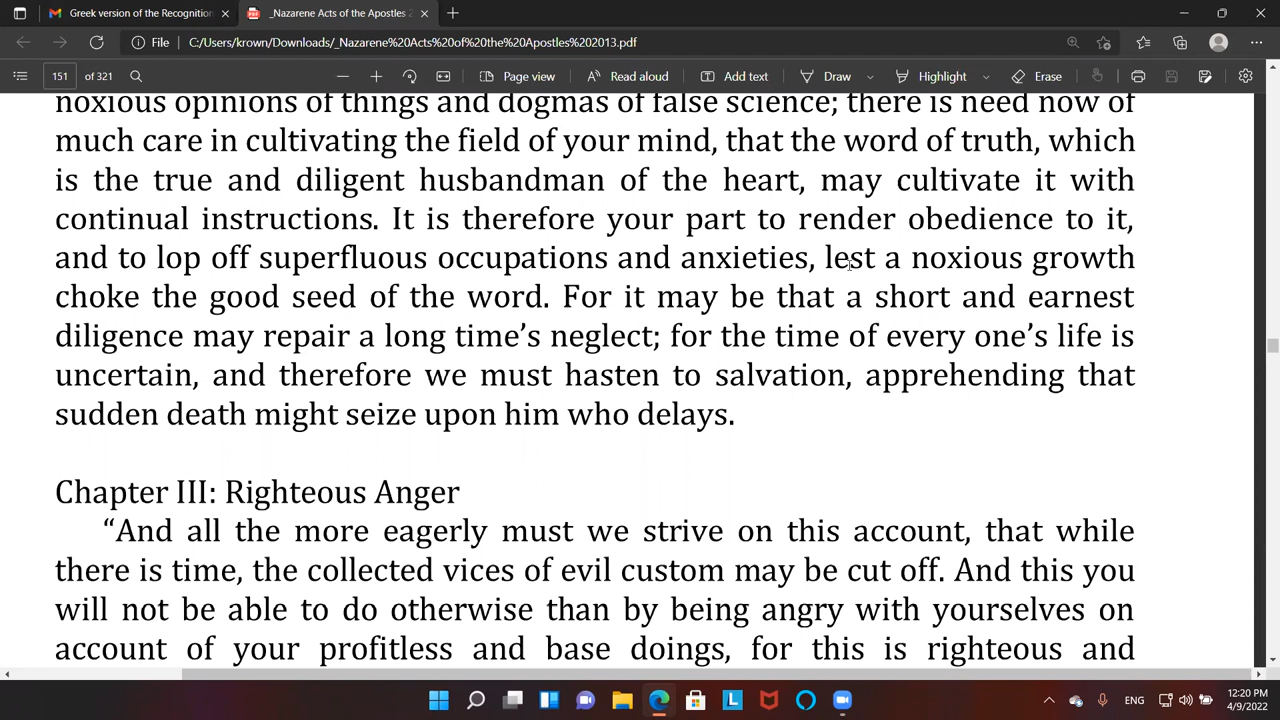 Greek version of the Recognition
_Nazarene Acts of the Apostles 2
File
C:/Users/krown/Downloads/_Nazarene%20Acts%20of%20the%20Apostles%202013.pdf
151 of 321
Page view
Read aloud
Add text
Draw
Highlight
Erase
noxious opinions of things and dogmas of false science; there is need now of
much care in cultivating the field of your mind, that the word of truth, which
is the true and diligent husbandman of the heart, may cultivate it with
continual instructions. It is therefore your part to render obedience to it,
and to lop off superfluous occupations and anxieties, lest a noxious growth
choke the good seed of the word. For it may be that a short and earnest
diligence may repair a long time’s neglect; for the time of every one’s life is
uncertain, and therefore we must hasten to salvation, apprehending that
sudden death might seize upon him who delays.
Chapter III: Righteous Anger
“And all the more eagerly must we strive on this account, that while
there is time, the collected vices of evil custom may be cut off. And this you
will not be able to do otherwise than by being angry with yourselves on
account of your profitless and base doings, for this is righteous and
ENG
12:20 PM
4/9/2022